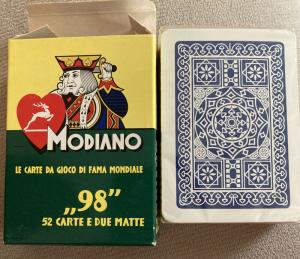 MODIANO
LE CARTE DA GIOCO DI FAMA MONDIALE
„98”
52 CARTE E DUE MATTE